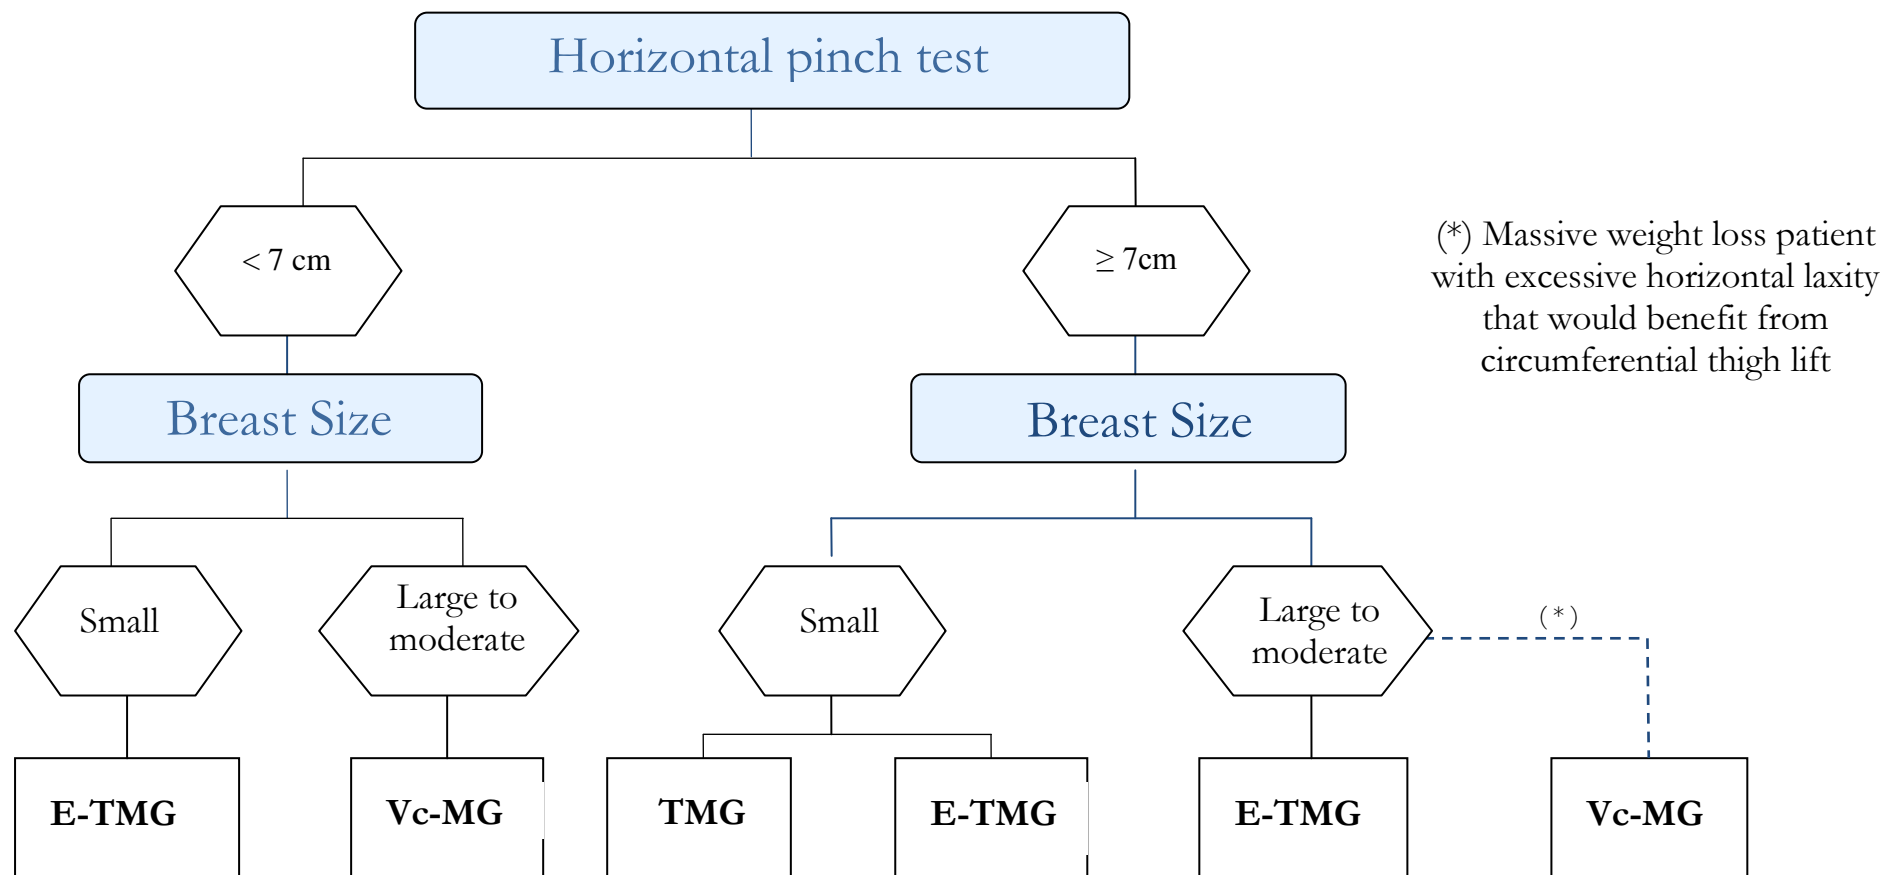 Horizontal pinch test
< 7 cm
≥ 7cm
(*) Massive weight loss patient
with excessive horizontal laxity
that would benefit from
circumferential thigh lift
Breast Size
Breast Size
Small
Large to
moderate
Small
Large to
moderate
(*)
E-TMG
Vc-MG
TMG
E-TMG
E-TMG
Vc-MG